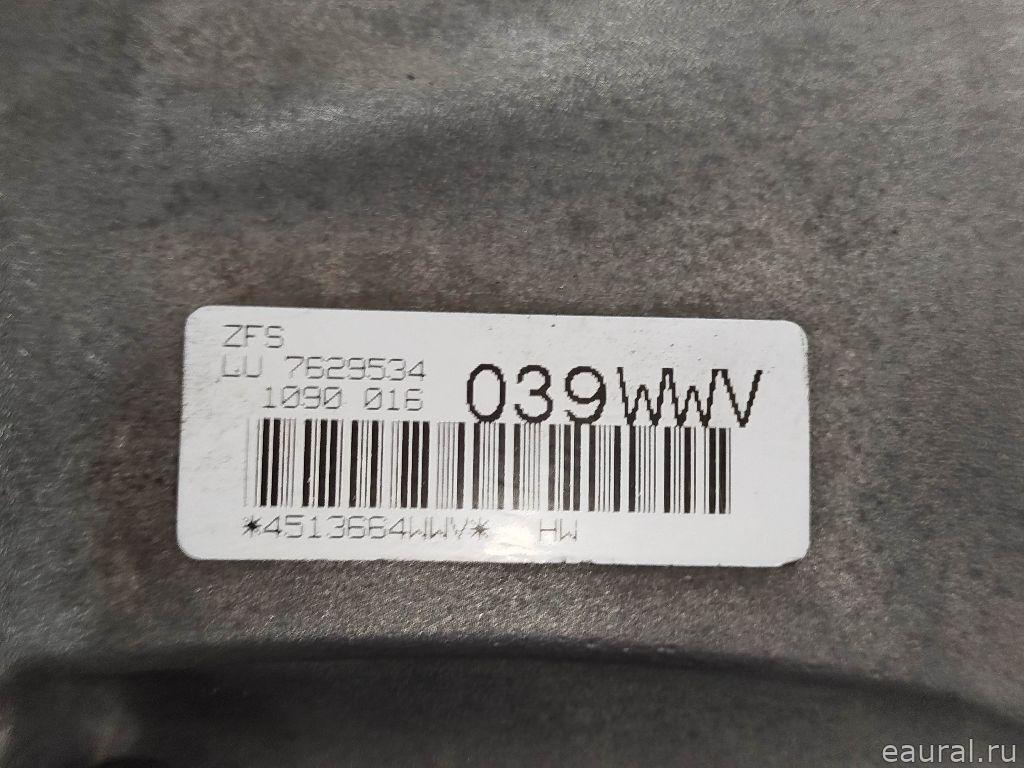 ZFS
LU 7629534
1090 016
039WWV
*4513664WWV* HW
eaural.ru